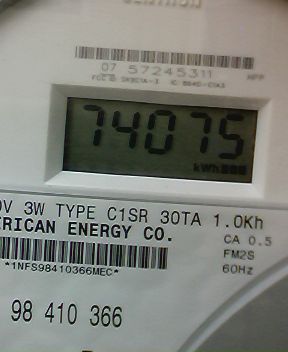 07 57245311
74075
kWh
V 3W TYPE C1SR 30TA 1.0Kh
RICAN ENERGY CO.
CA 0.5
FM2S
60Hz
*1NFS98410366MEC*
98 410 366